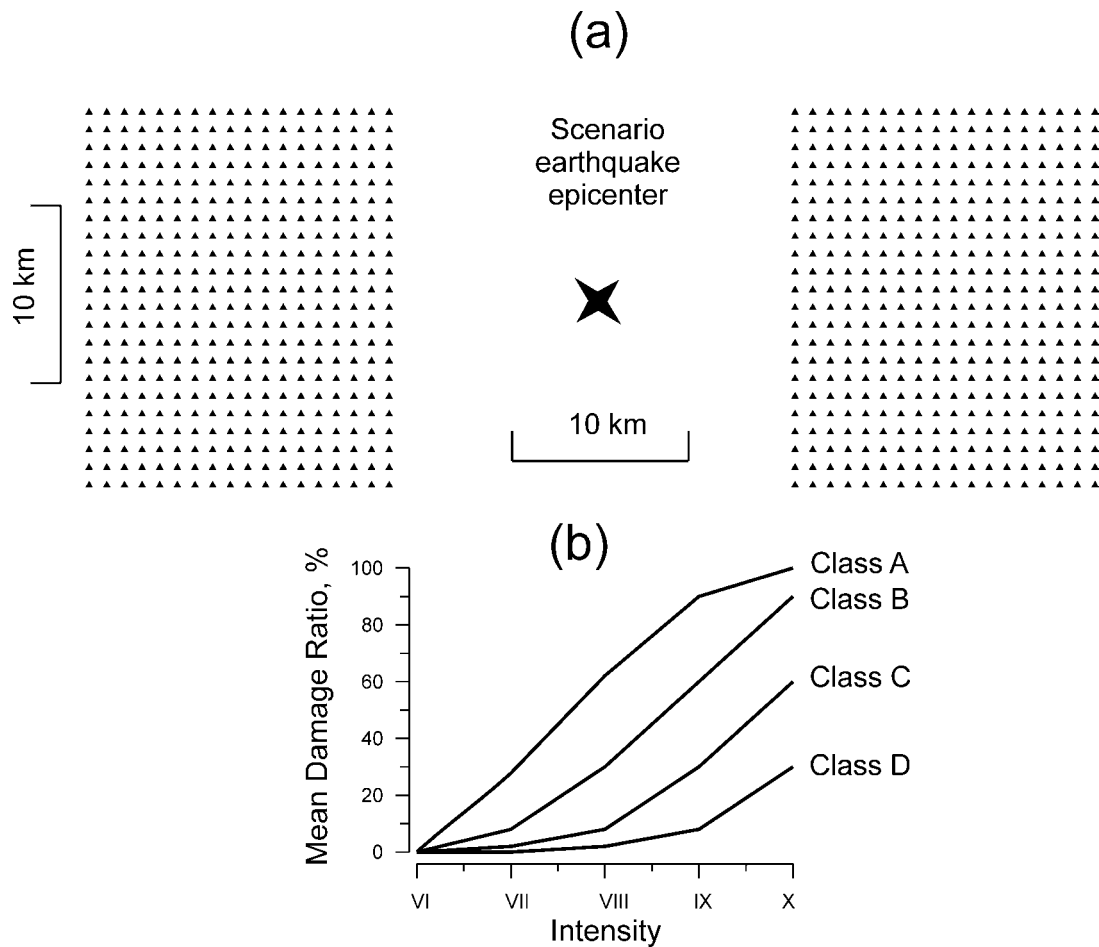 (a)
Scenario
earthquake
epicenter
10 km
10 km
(b)
Mean Damage Ratio, %
100
80
60
40
20
0
Class A
Class B
Class C
Class D
VI
VII
VIII
IX
X
Intensity